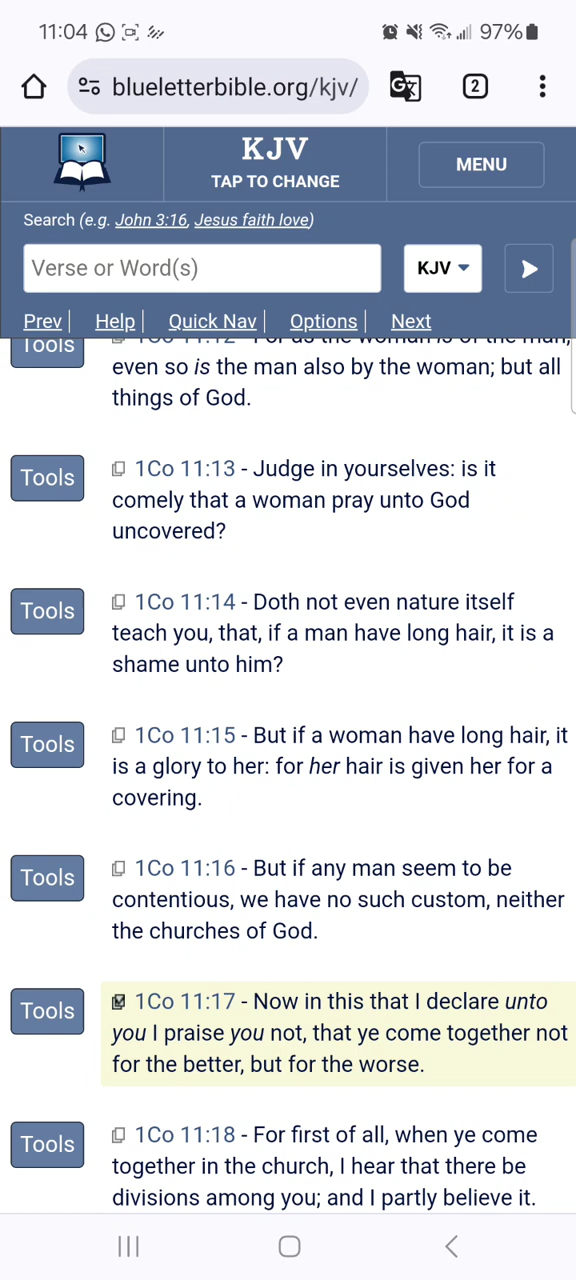 11:04 97%
blueletterbible.org/kjv/ 2
KJV
TAP TO CHANGE
MENU
Search (e.g. John 3:16, Jesus faith love)
Verse or Word(s) KJV
Prev | Help | Quick Nav | Options | Next
Tools
even so is the man also by the woman; but all
things of God.
Tools 1Co 11:13 - Judge in yourselves: is it
comely that a woman pray unto God
uncovered?
Tools 1Co 11:14 - Doth not even nature itself
teach you, that, if a man have long hair, it is a
shame unto him?
Tools 1Co 11:15 - But if a woman have long hair, it
is a glory to her: for her hair is given her for a
covering.
Tools 1Co 11:16 - But if any man seem to be
contentious, we have no such custom, neither
the churches of God.
Tools 1Co 11:17 - Now in this that I declare unto
you I praise you not, that ye come together not
for the better, but for the worse.
Tools 1Co 11:18 - For first of all, when ye come
together in the church, I hear that there be
divisions among you; and I partly believe it.